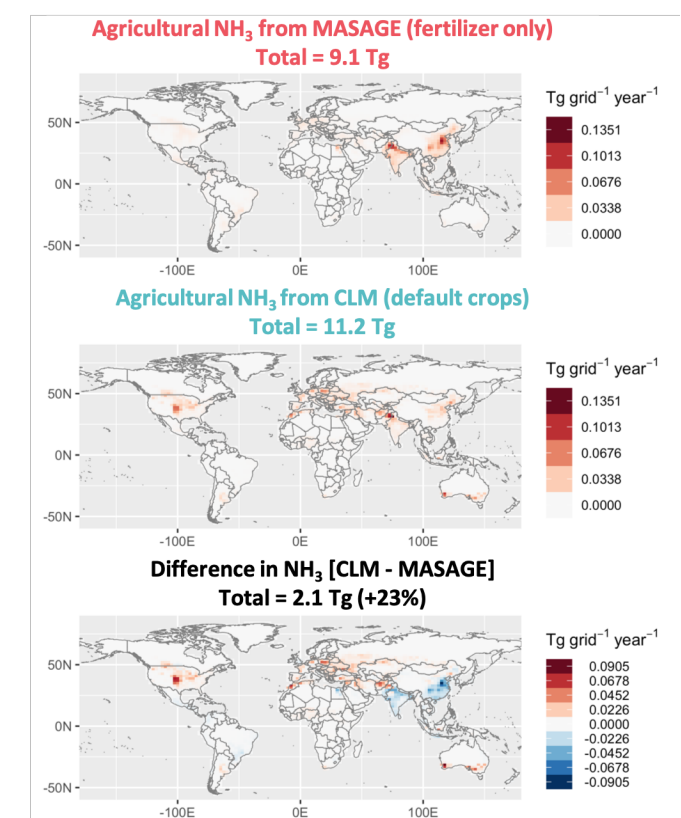 Agricultural NH₃ from MASAGE (fertilizer only)
Total = 9.1 Tg
Tg grid⁻¹ year⁻¹
0.1351
0.1013
0.0676
0.0338
0.0000
50N
0N
-50N
-100E 0E 100E
Agricultural NH₃ from CLM (default crops)
Total = 11.2 Tg
Tg grid⁻¹ year⁻¹
0.1351
0.1013
0.0676
0.0338
0.0000
50N
0N
-50N
-100E 0E 100E
Difference in NH₃ [CLM - MASAGE]
Total = 2.1 Tg (+23%)
Tg grid⁻¹ year⁻¹
0.0905
0.0678
0.0452
0.0226
0.0000
-0.0226
-0.0452
-0.0678
-0.0905
50N
0N
-50N
-100E 0E 100E